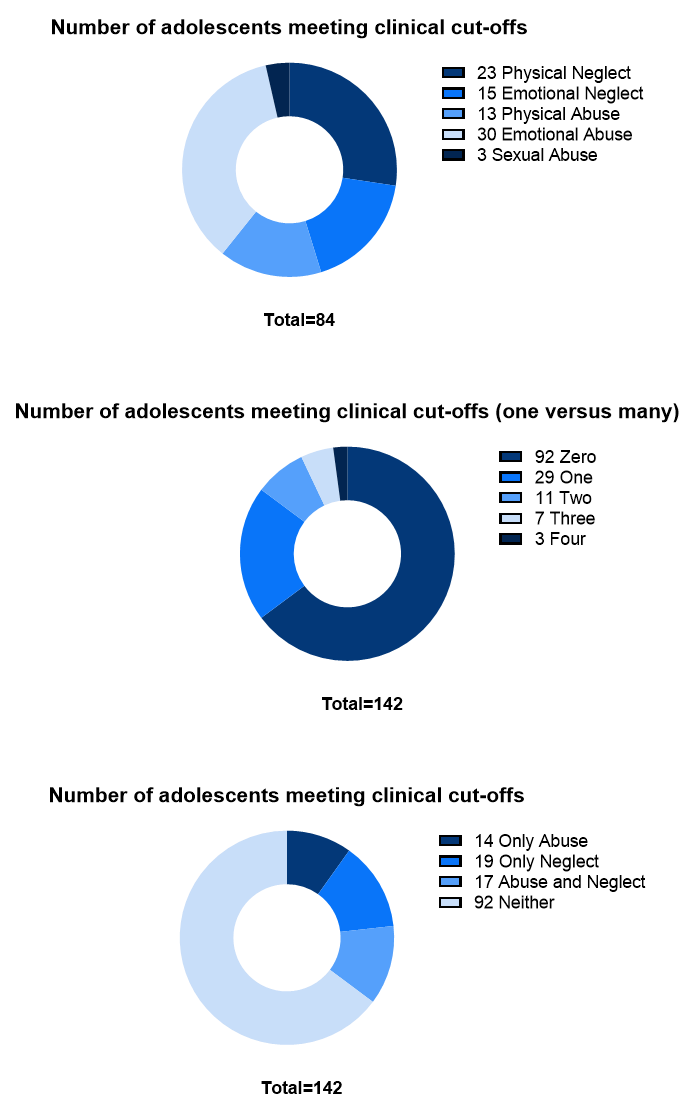 Number of adolescents meeting clinical cut-offs
23 Physical Neglect
15 Emotional Neglect
13 Physical Abuse
30 Emotional Abuse
3 Sexual Abuse
Total=84
Number of adolescents meeting clinical cut-offs (one versus many)
92 Zero
29 One
11 Two
7 Three
3 Four
Total=142
Number of adolescents meeting clinical cut-offs
14 Only Abuse
19 Only Neglect
17 Abuse and Neglect
92 Neither
Total=142